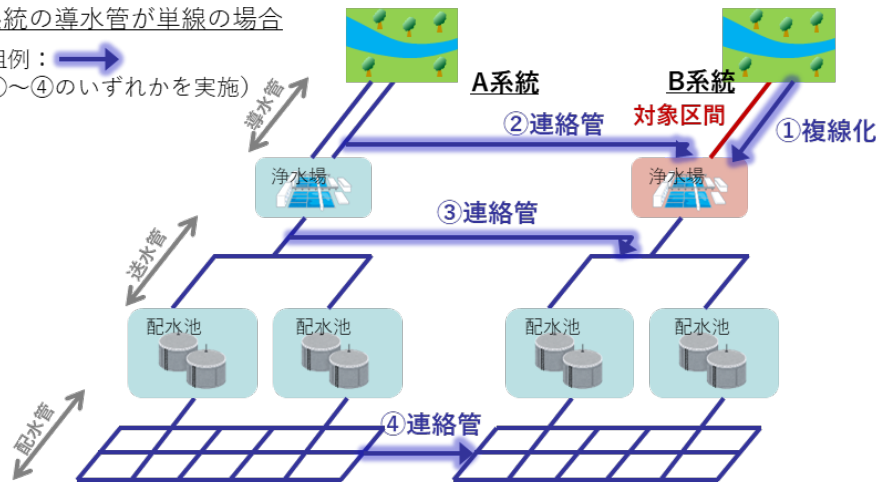 系統の導水管が単線の場合
組例：
①～④のいずれかを実施）
A系統
B系統
導水管
②連絡管
対象区間
①複線化
浄水場
浄水場
③連絡管
送水管
配水池
配水池
配水池
配水池
④連絡管
配水管